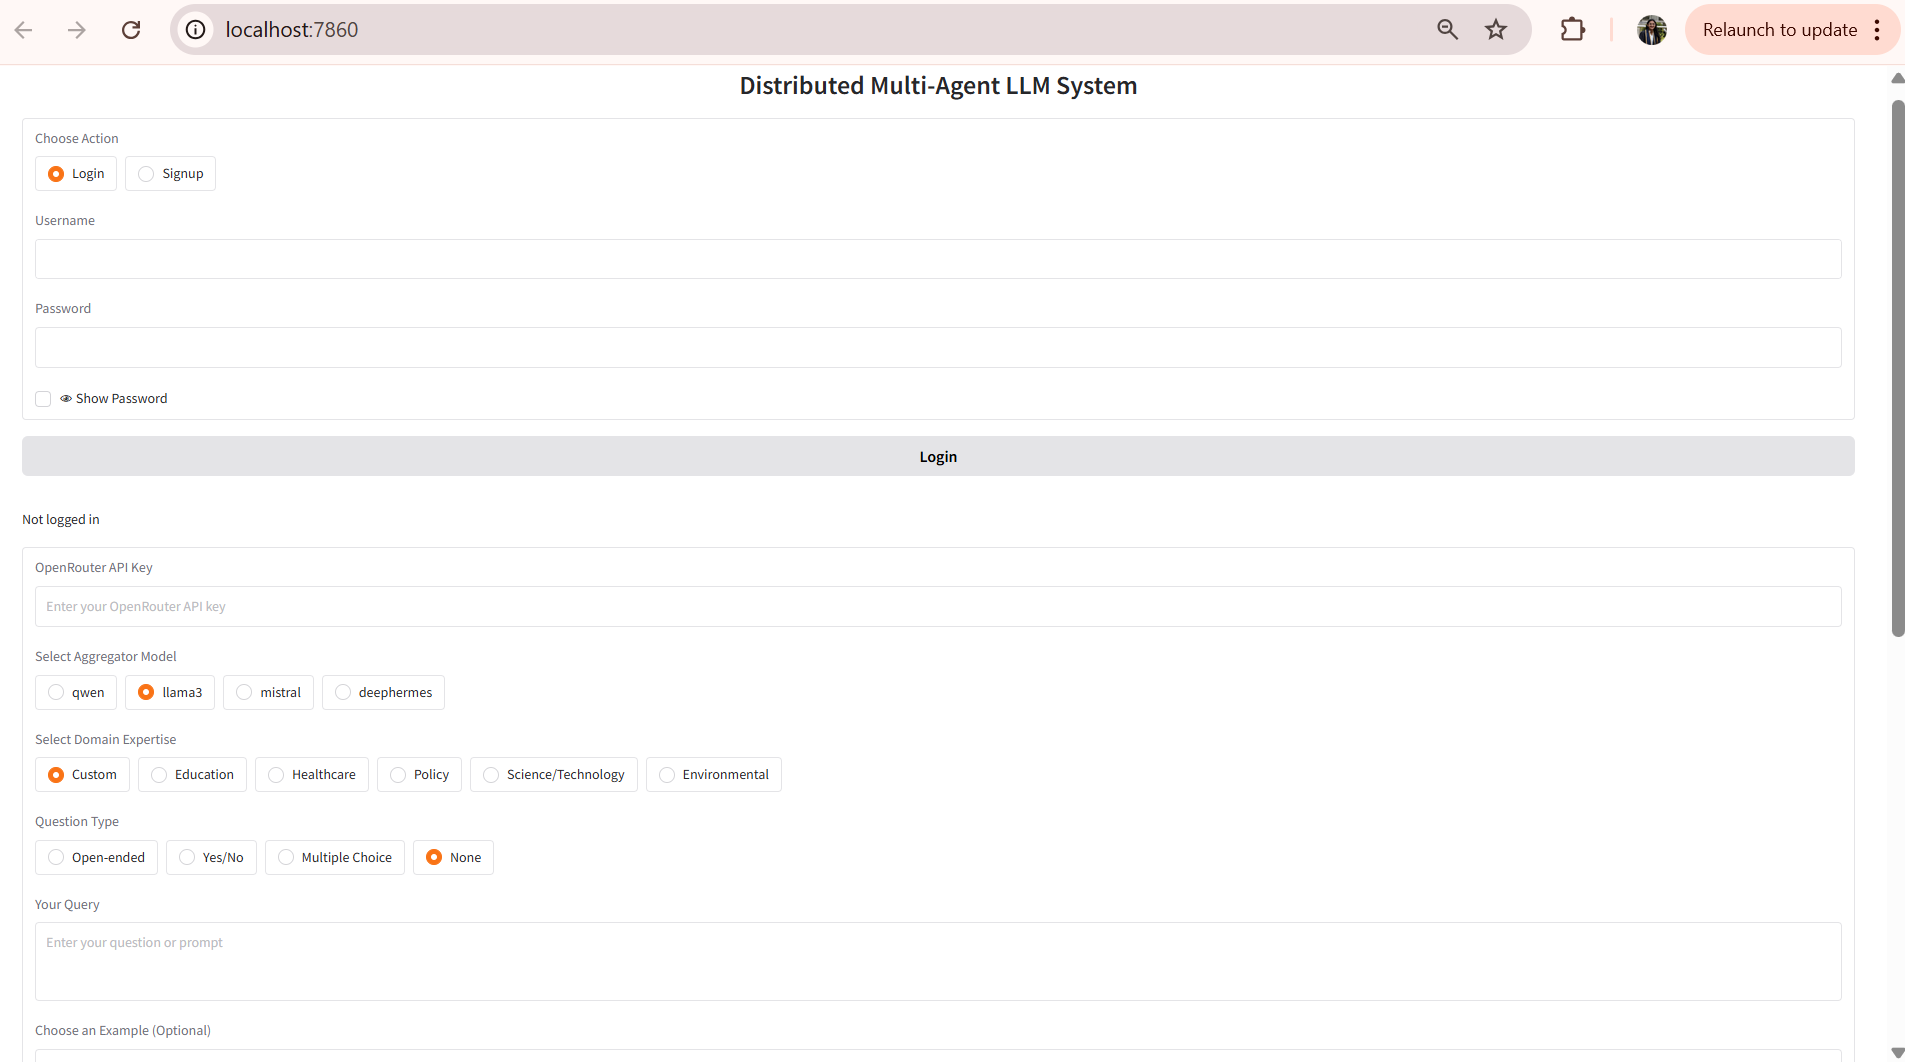 localhost:7860
Relaunch to update
Distributed Multi-Agent LLM System
Choose Action
Login Signup
Username
Password
Show Password
Login
Not logged in
OpenRouter API Key
Enter your OpenRouter API key
Select Aggregator Model
qwen llama3 mistral deephermes
Select Domain Expertise
Custom Education Healthcare Policy Science/Technology Environmental
Question Type
Open-ended Yes/No Multiple Choice None
Your Query
Enter your question or prompt
Choose an Example (Optional)